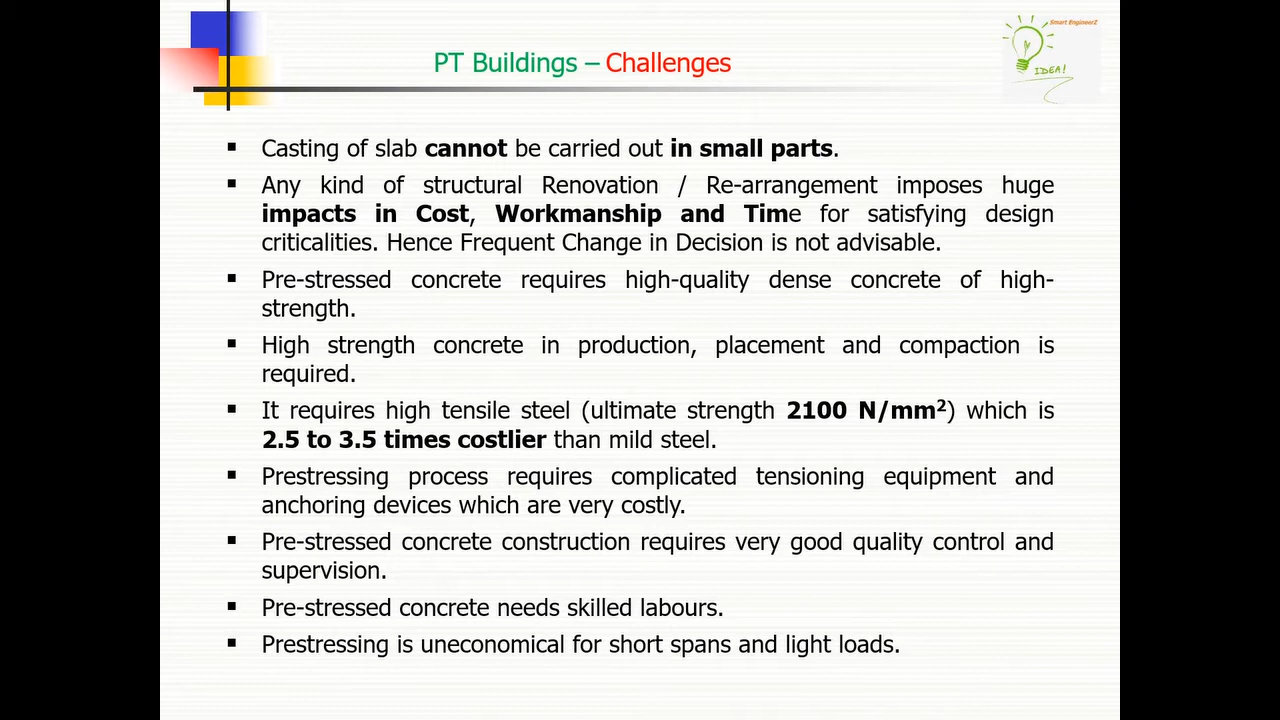 Smart EngineerZ
IDEA!
PT Buildings – Challenges
▪ Casting of slab cannot be carried out in small parts.
▪ Any kind of structural Renovation / Re-arrangement imposes huge
impacts in Cost, Workmanship and Time for satisfying design
criticalities. Hence Frequent Change in Decision is not advisable.
▪ Pre-stressed concrete requires high-quality dense concrete of high-
strength.
▪ High strength concrete in production, placement and compaction is
required.
▪ It requires high tensile steel (ultimate strength 2100 N/mm²) which is
2.5 to 3.5 times costlier than mild steel.
▪ Prestressing process requires complicated tensioning equipment and
anchoring devices which are very costly.
▪ Pre-stressed concrete construction requires very good quality control and
supervision.
▪ Pre-stressed concrete needs skilled labours.
▪ Prestressing is uneconomical for short spans and light loads.